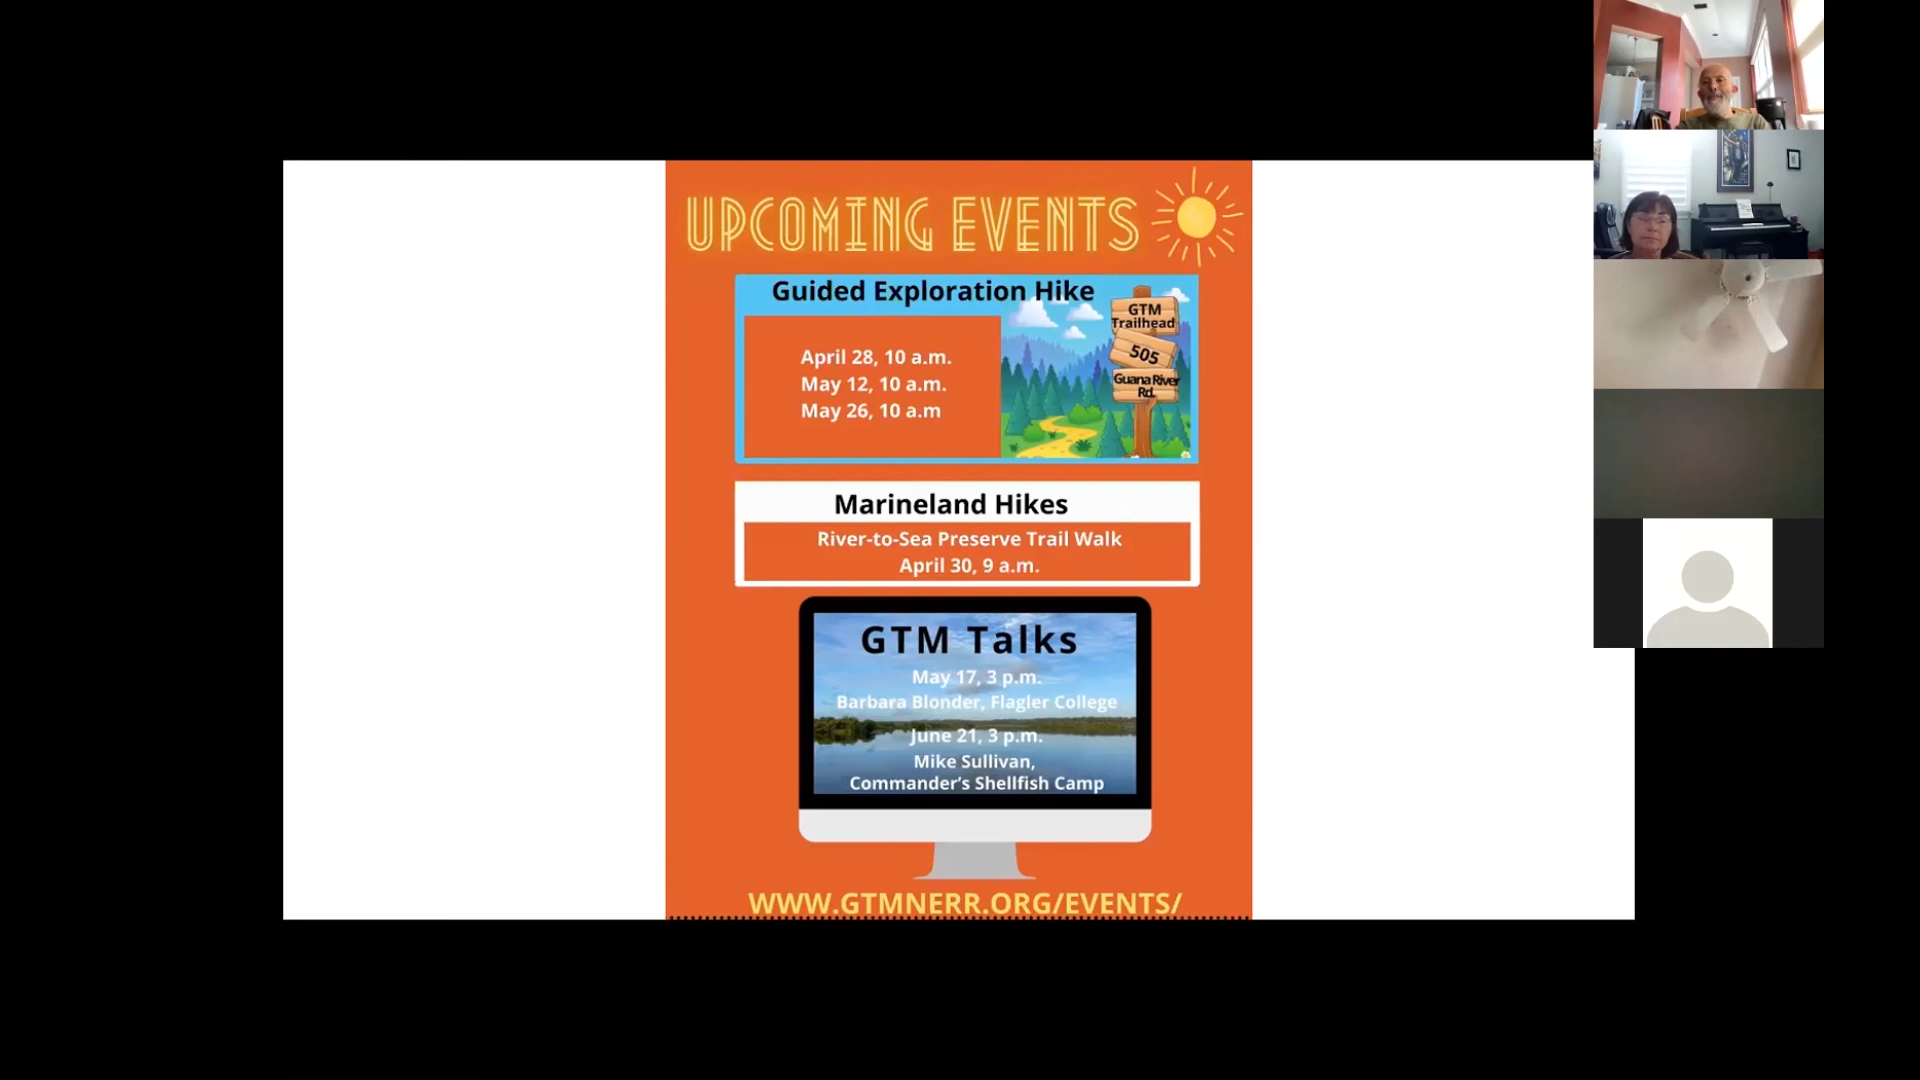 UPCOMING EVENTS
Guided Exploration Hike
April 28, 10 a.m.
May 12, 10 a.m.
May 26, 10 a.m
GTM
Trailhead
505
Guana River
Rd.
Marineland Hikes
River-to-Sea Preserve Trail Walk
April 30, 9 a.m.
GTM Talks
May 17, 3 p.m.
Barbara Blonder, Flagler College
June 21, 3 p.m.
Mike Sullivan,
Commander's Shellfish Camp
WWW.GTMNERR.ORG/EVENTS/